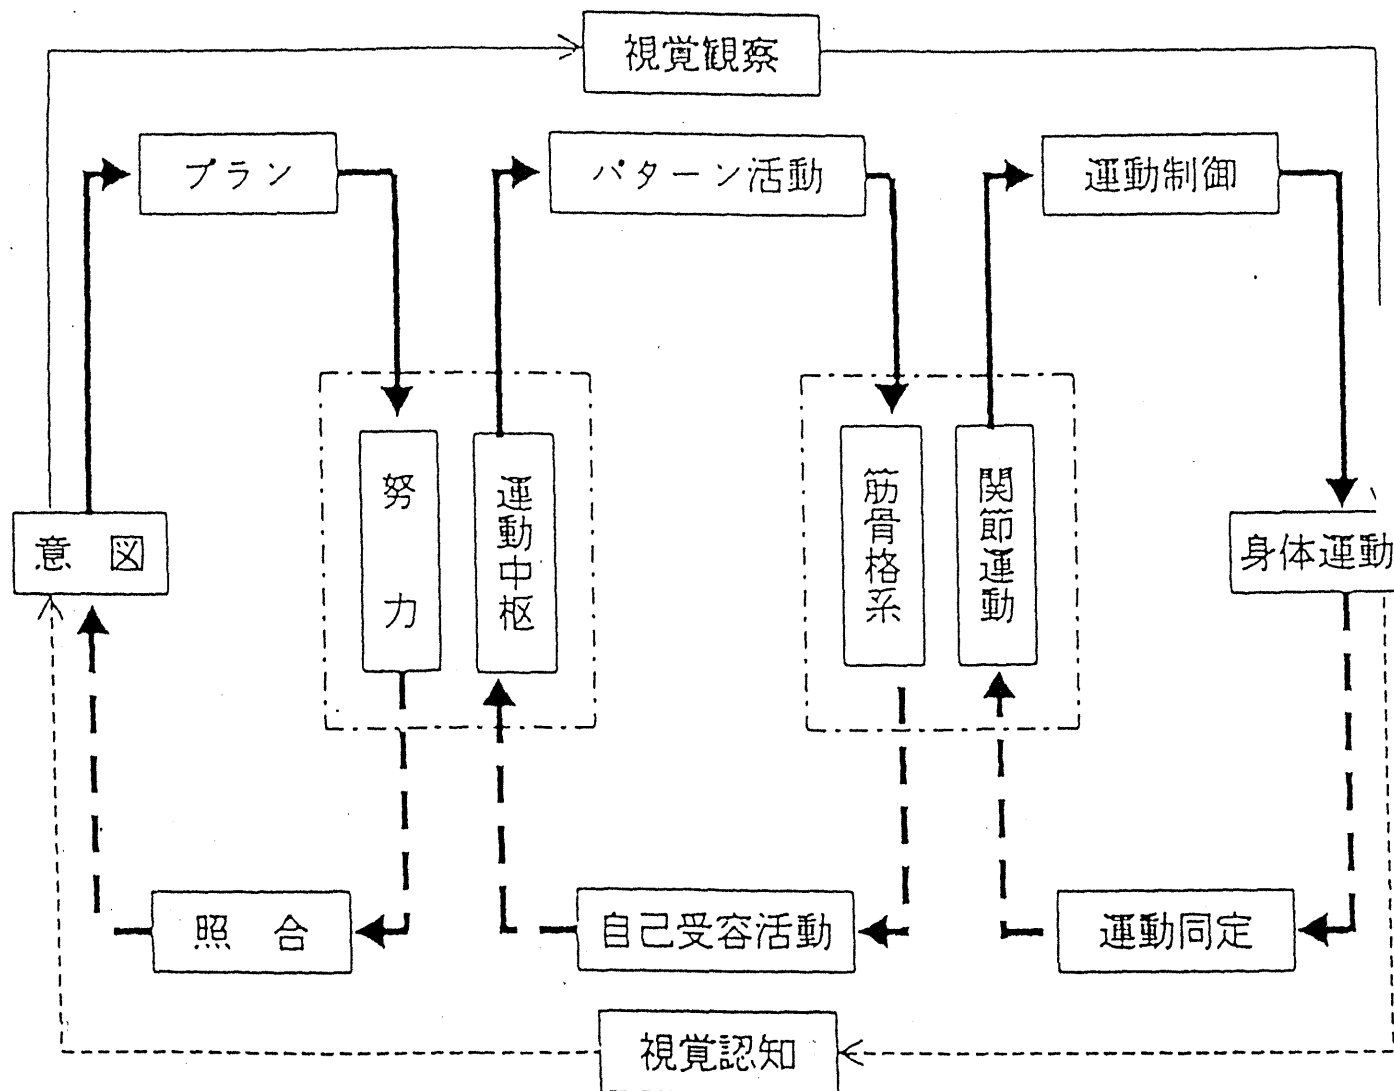 視覚観察
プラン
パターン活動
運動制御
努力
運動中枢
筋骨格系
関節運動
意図
身体運動
照合
自己受容活動
運動同定
視覚認知